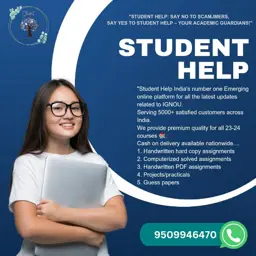 "STUDENT HELP: SAY NO TO SCAMMERS,
SAY YES TO STUDENT HELP – YOUR ACADEMIC GUARDIANS!"
STUDENT
HELP
"Student Help India's number one Emerging
online platform for all the latest updates
related to IGNOU.
Serving 5000+ satisfied customers across
India.
We provide premium quality for all 23-24
courses
Cash on delivery available nationwide....
1. Handwritten hard copy assignments
2. Computerized solved assignments
3. Handwritten PDF assignments
4. Projects/practicals
5. Guess papers
9509946470